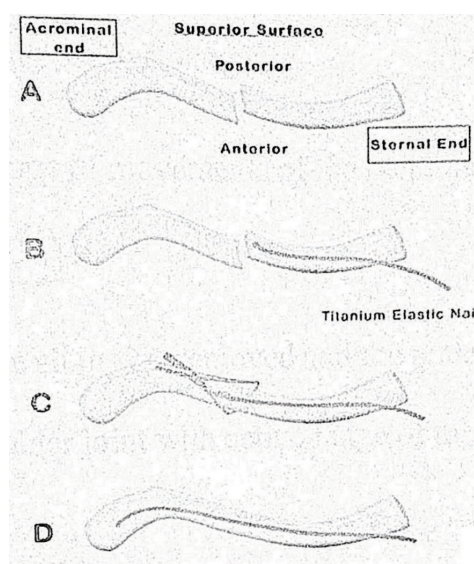 Acrominal
end
Superior Surface
Posterior
A
Anterior
Sternal End
B
Titanium Elastic Nai
C
D